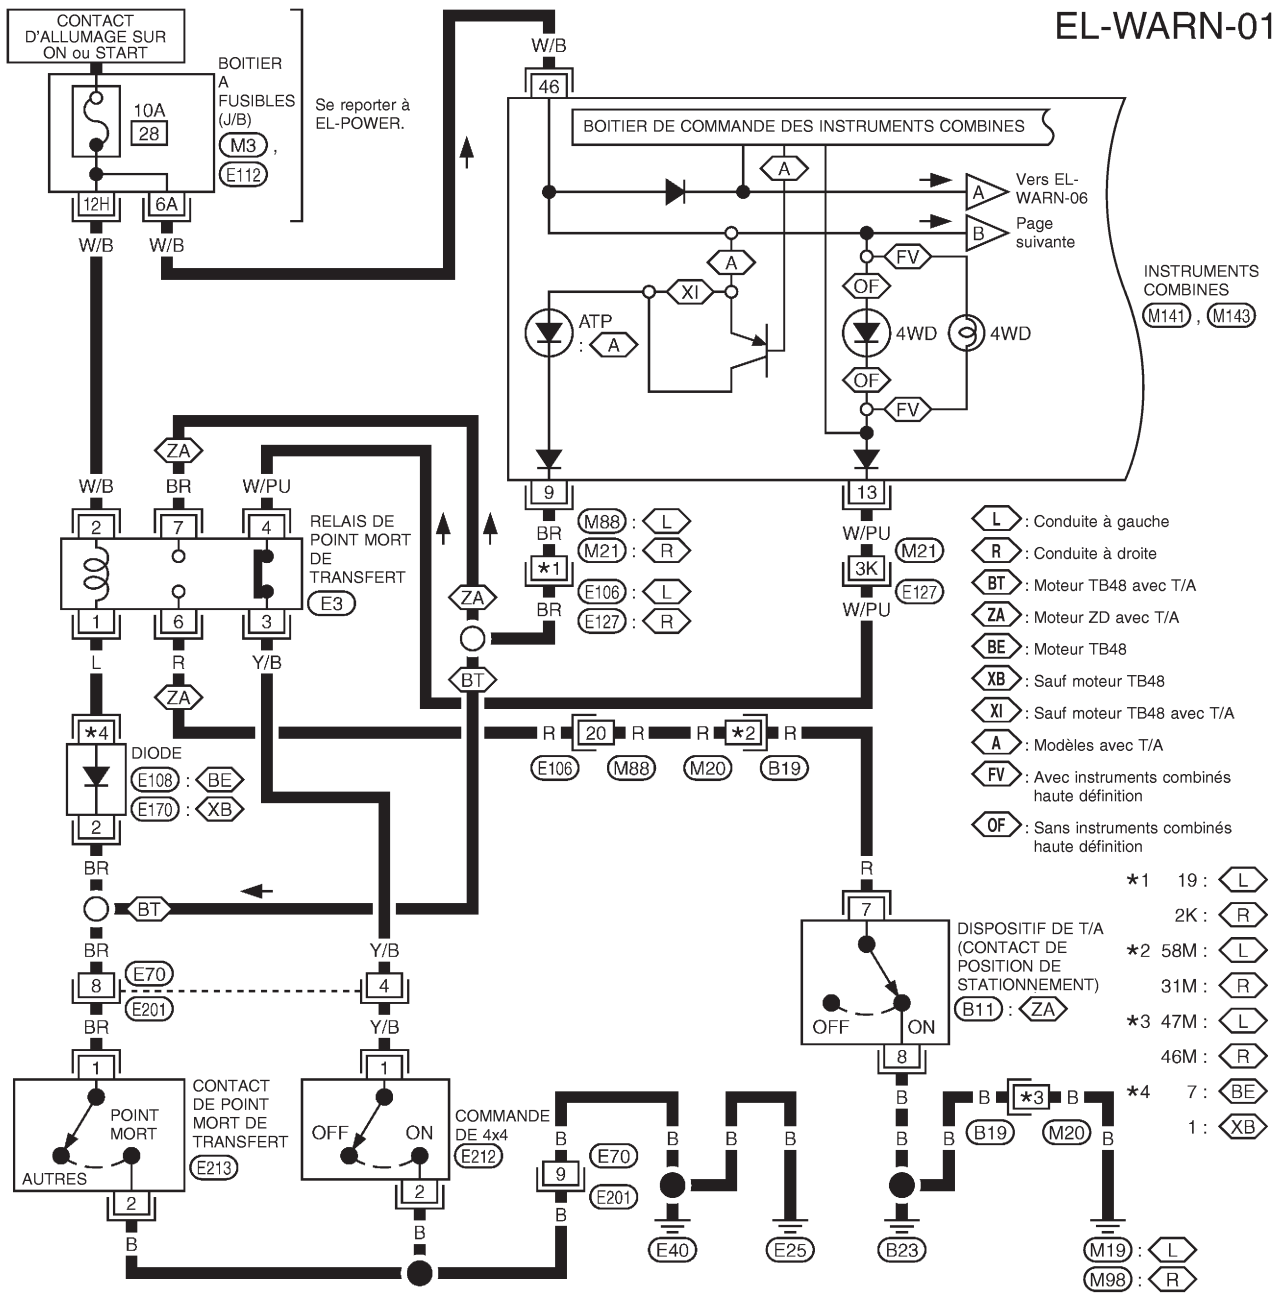 EL-WARN-01
CONTACT
D'ALLUMAGE SUR
ON ou START
BOITIER
A
FUSIBLES
(J/B)
M3 ,
E112
10A
28
Se reporter à
EL-POWER.
12H
6A
W/B
W/B
W/B
46
BOITIER DE COMMANDE DES INSTRUMENTS COMBINES
A
A
Vers EL-
WARN-06
B
Page
suivante
A
FV
XI
OF
ATP
: A
4WD
4WD
OF
FV
INSTRUMENTS
COMBINES
M141 , M143
ZA
W/B
BR
W/PU
9
13
2
7
4
RELAIS DE
POINT MORT
DE
TRANSFERT
E3
1
6
3
BR
M88 : L
M21 : R
*1
E106 : L
E127 : R
BR
W/PU
M21
3K
E127
W/PU
ZA
BT
L
R
Y/B
ZA
L : Conduite à gauche
R : Conduite à droite
BT : Moteur TB48 avec T/A
ZA : Moteur ZD avec T/A
BE : Moteur TB48
XB : Sauf moteur TB48
XI : Sauf moteur TB48 avec T/A
A : Modèles avec T/A
FV : Avec instruments combinés
haute définition
OF : Sans instruments combinés
haute définition
*4
DIODE
E108 : BE
E170 : XB
2
R
20
R
R
*2
R
E106
M88
M20
B19
BR
BT
BR
Y/B
R
7
8
E70
E201
4
BR
Y/B
DISPOSITIF DE T/A
(CONTACT DE
POSITION DE
STATIONNEMENT)
B11 : ZA
OFF
ON
8
*1 19 : L
2K : R
*2 58M : L
31M : R
*3 47M : L
46M : R
*4 7 : BE
1 : XB
1
POINT
MORT
AUTRES
CONTACT
DE POINT
MORT DE
TRANSFERT
E213
2
1
OFF
ON
COMMANDE
DE 4x4
E212
2
B
B
B
9
E70
E201
B
B
B
B
B
B
*3
B
B19
M20
B
B
E40
E25
B23
M19 : L
M98 : R